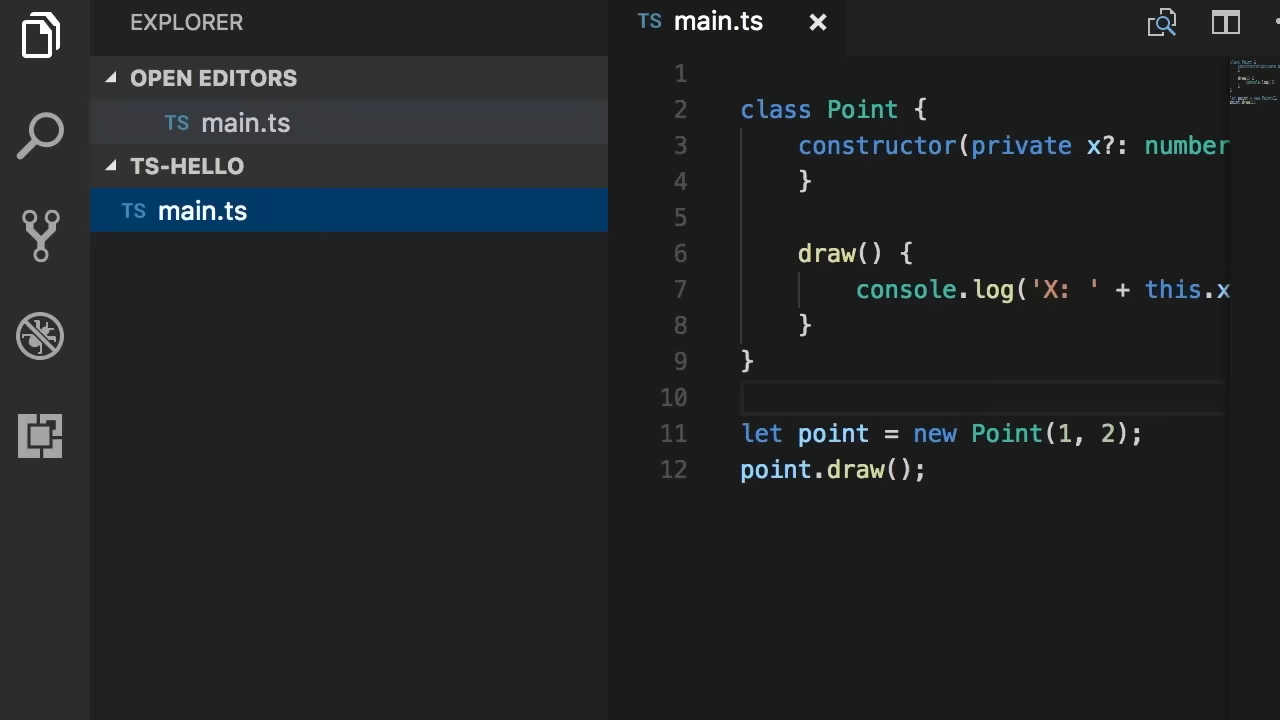 EXPLORER
OPEN EDITORS
TS main.ts
TS-HELLO
TS main.ts
TS main.ts
1
2 class Point {
3 constructor(private x?: number
4 }
5
6 draw() {
7 console.log('X: ' + this.x
8 }
9 }
10
11 let point = new Point(1, 2);
12 point.draw();